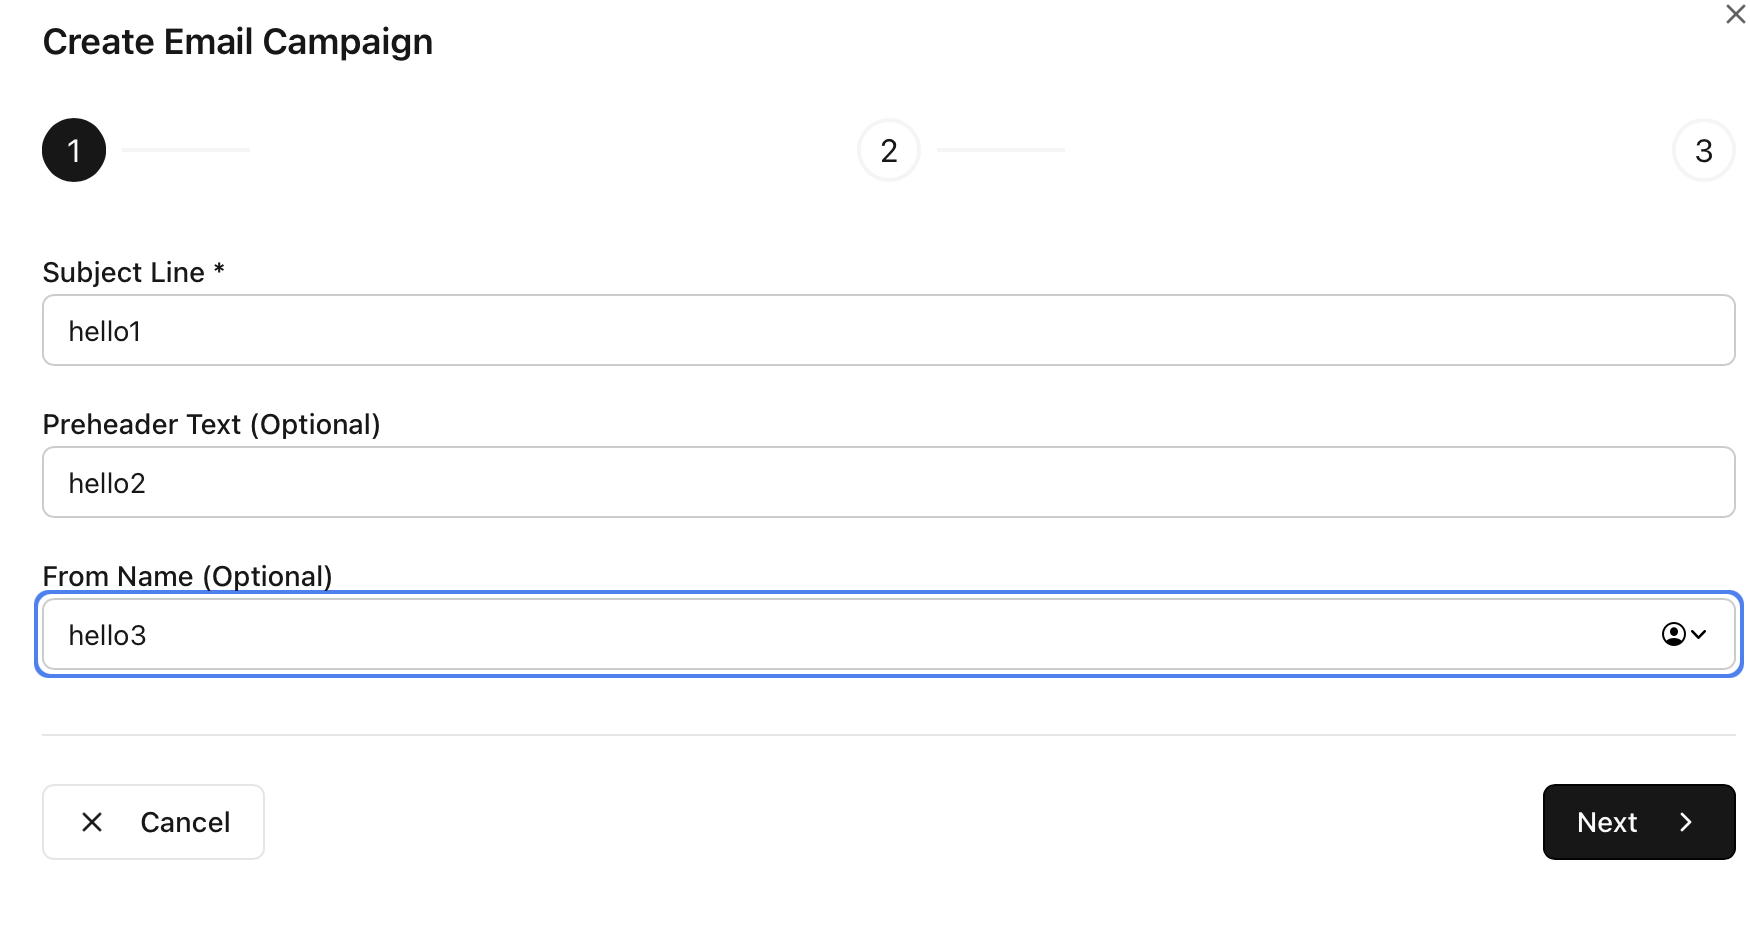 Create Email Campaign
1
2
3
Subject Line *
hello1
Preheader Text (Optional)
hello2
From Name (Optional)
hello3
Cancel
Next